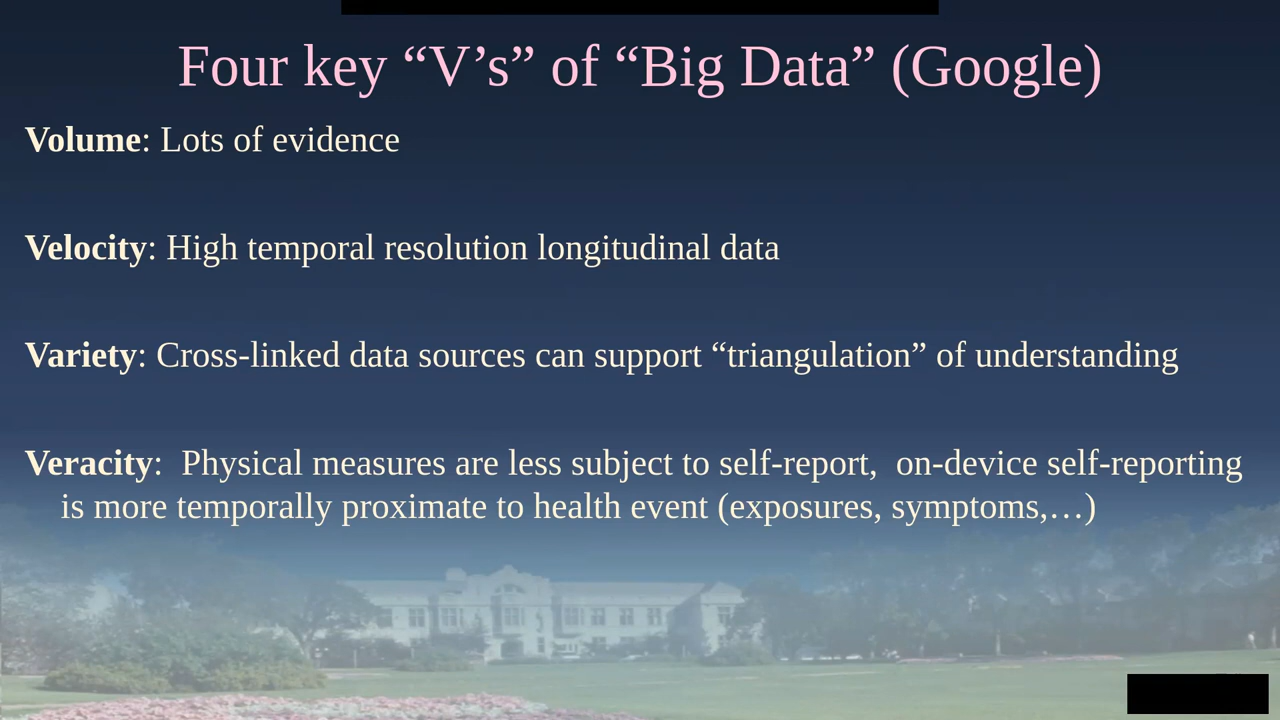 Four key “V’s” of “Big Data” (Google)
Volume: Lots of evidence
Velocity: High temporal resolution longitudinal data
Variety: Cross-linked data sources can support “triangulation” of understanding
Veracity:  Physical measures are less subject to self-report,  on-device self-reporting
is more temporally proximate to health event (exposures, symptoms,…)